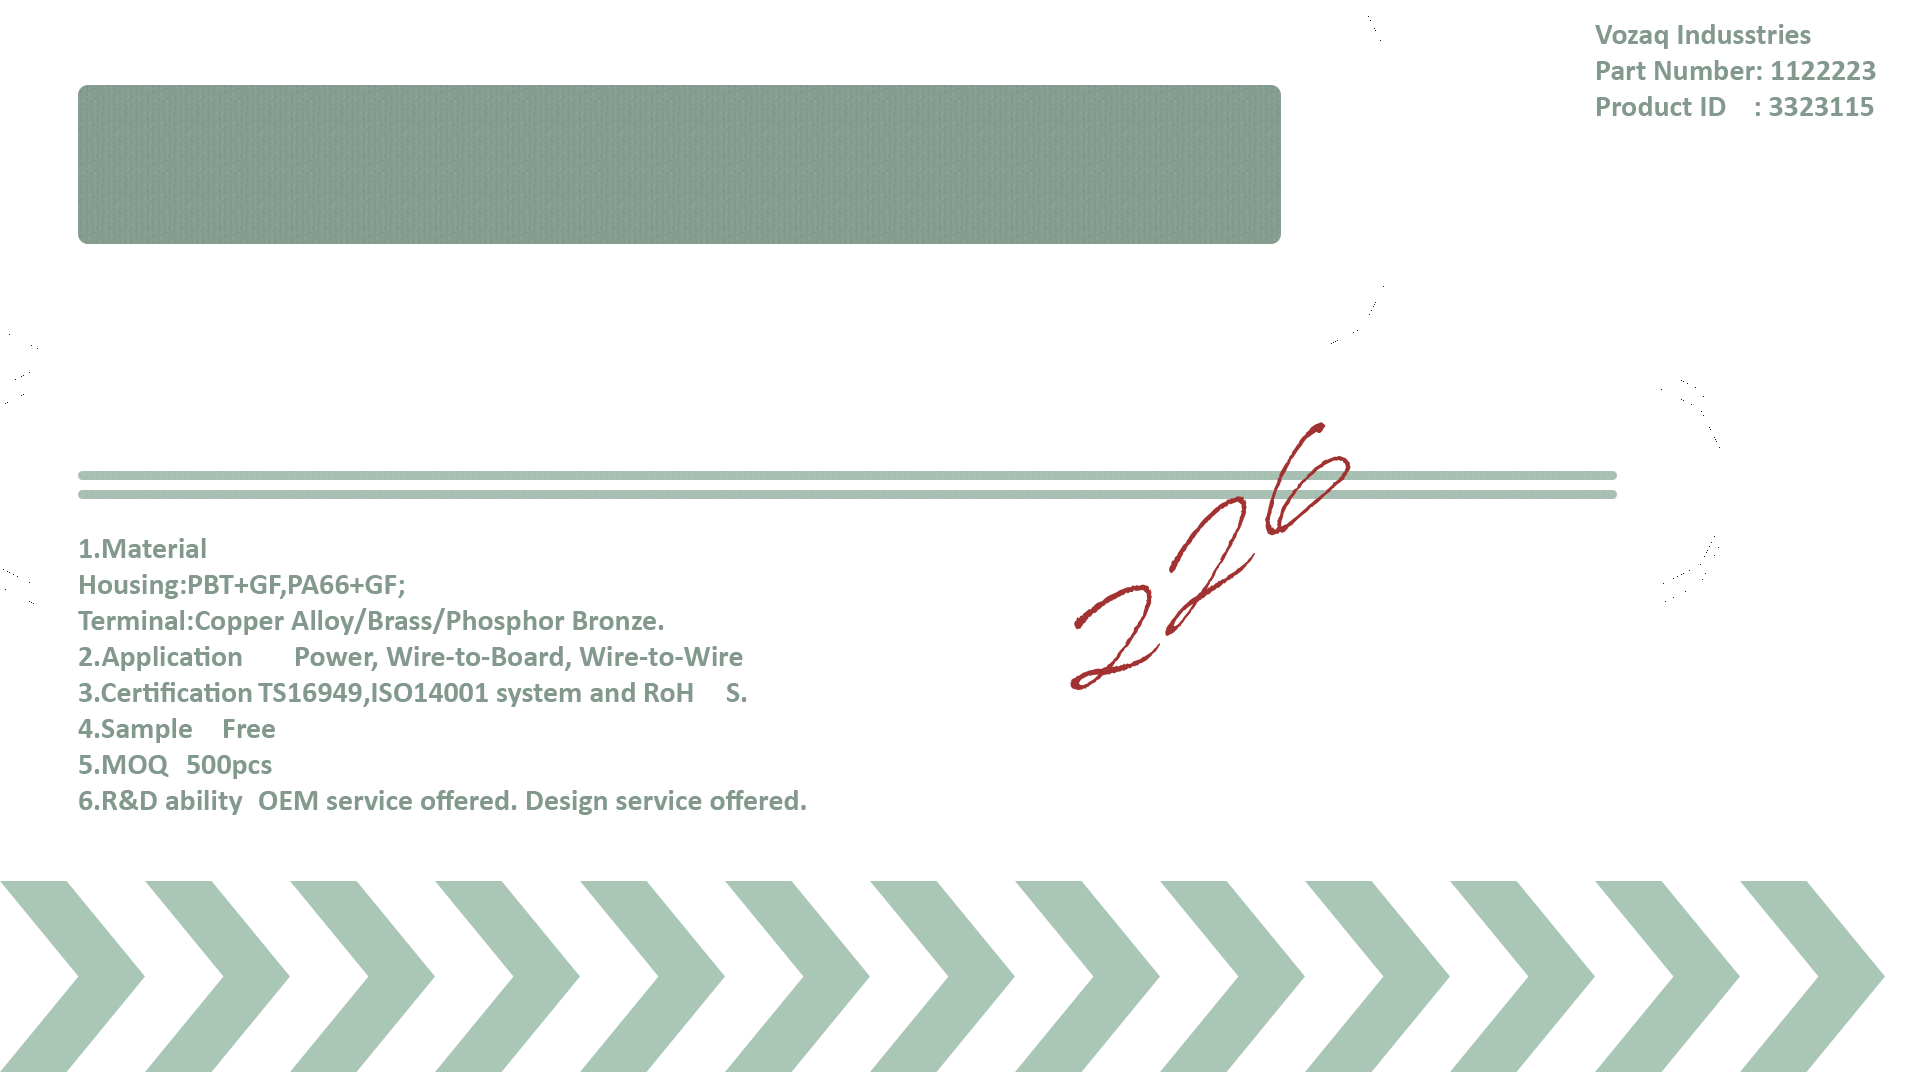 Vozaq Indusstries
Part Number: 1122223
Product ID : 3323115
226
1.Material
Housing:PBT+GF,PA66+GF;
Terminal:Copper Alloy/Brass/Phosphor Bronze.
2.Application Power, Wire-to-Board, Wire-to-Wire
3.Certification TS16949,ISO14001 system and RoH S.
4.Sample Free
5.MOQ 500pcs
6.R&D ability OEM service offered. Design service offered.